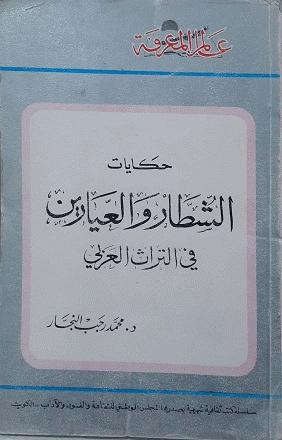 عالم المعرفة
حكايات
الشطار والعيارين
في التراث العربي
د. محمد رجب النجار
سلسلة كتب ثقافية شهرية يصدرها المجلس الوطني للثقافة والفنون والآداب - الكويت